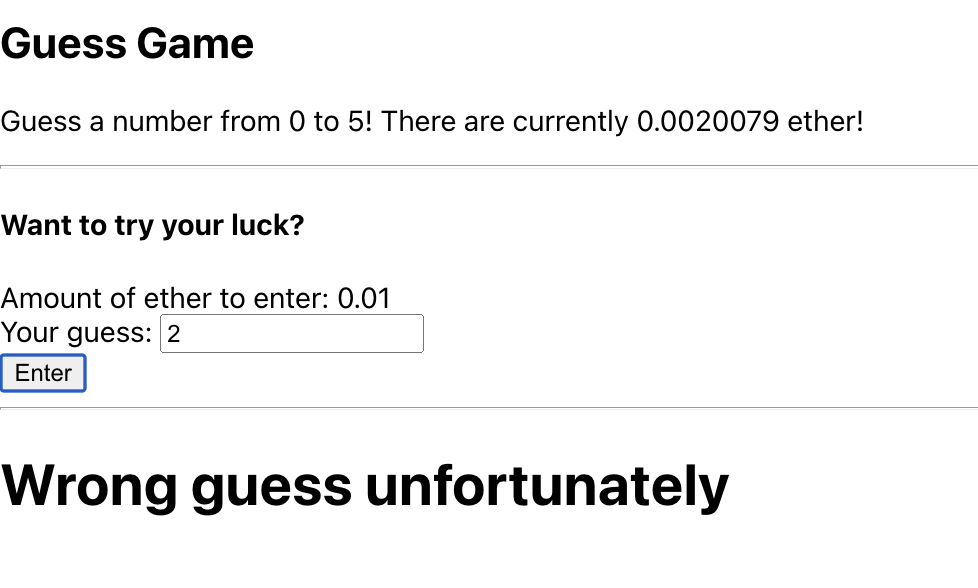 Guess Game
Guess a number from 0 to 5! There are currently 0.0020079 ether!
Want to try your luck?
Amount of ether to enter: 0.01
Your guess: 2
Enter
Wrong guess unfortunately